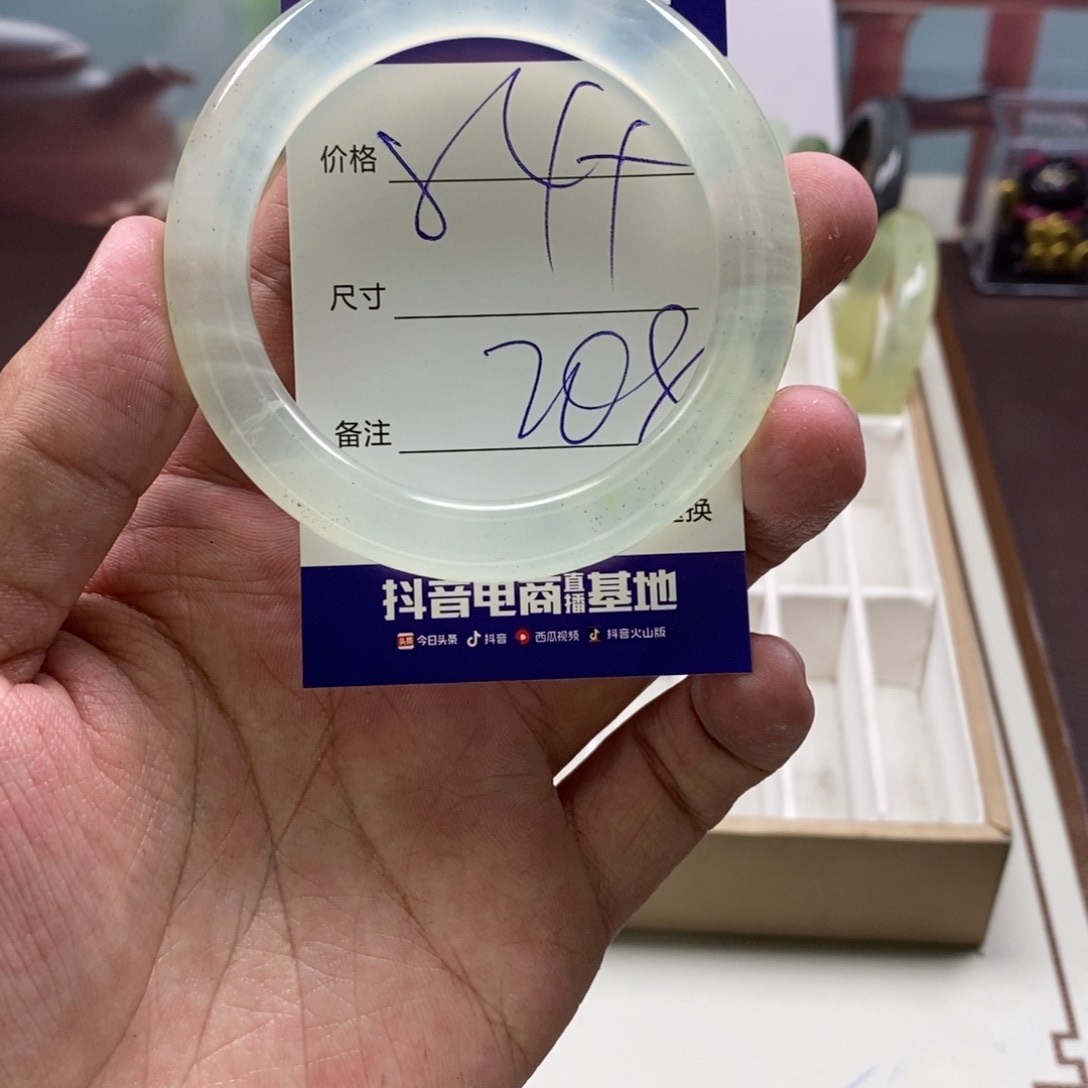 价格
尺寸
208
备注
换
抖音电商直播基地
今日头条 抖音 西瓜视频 抖音火山版